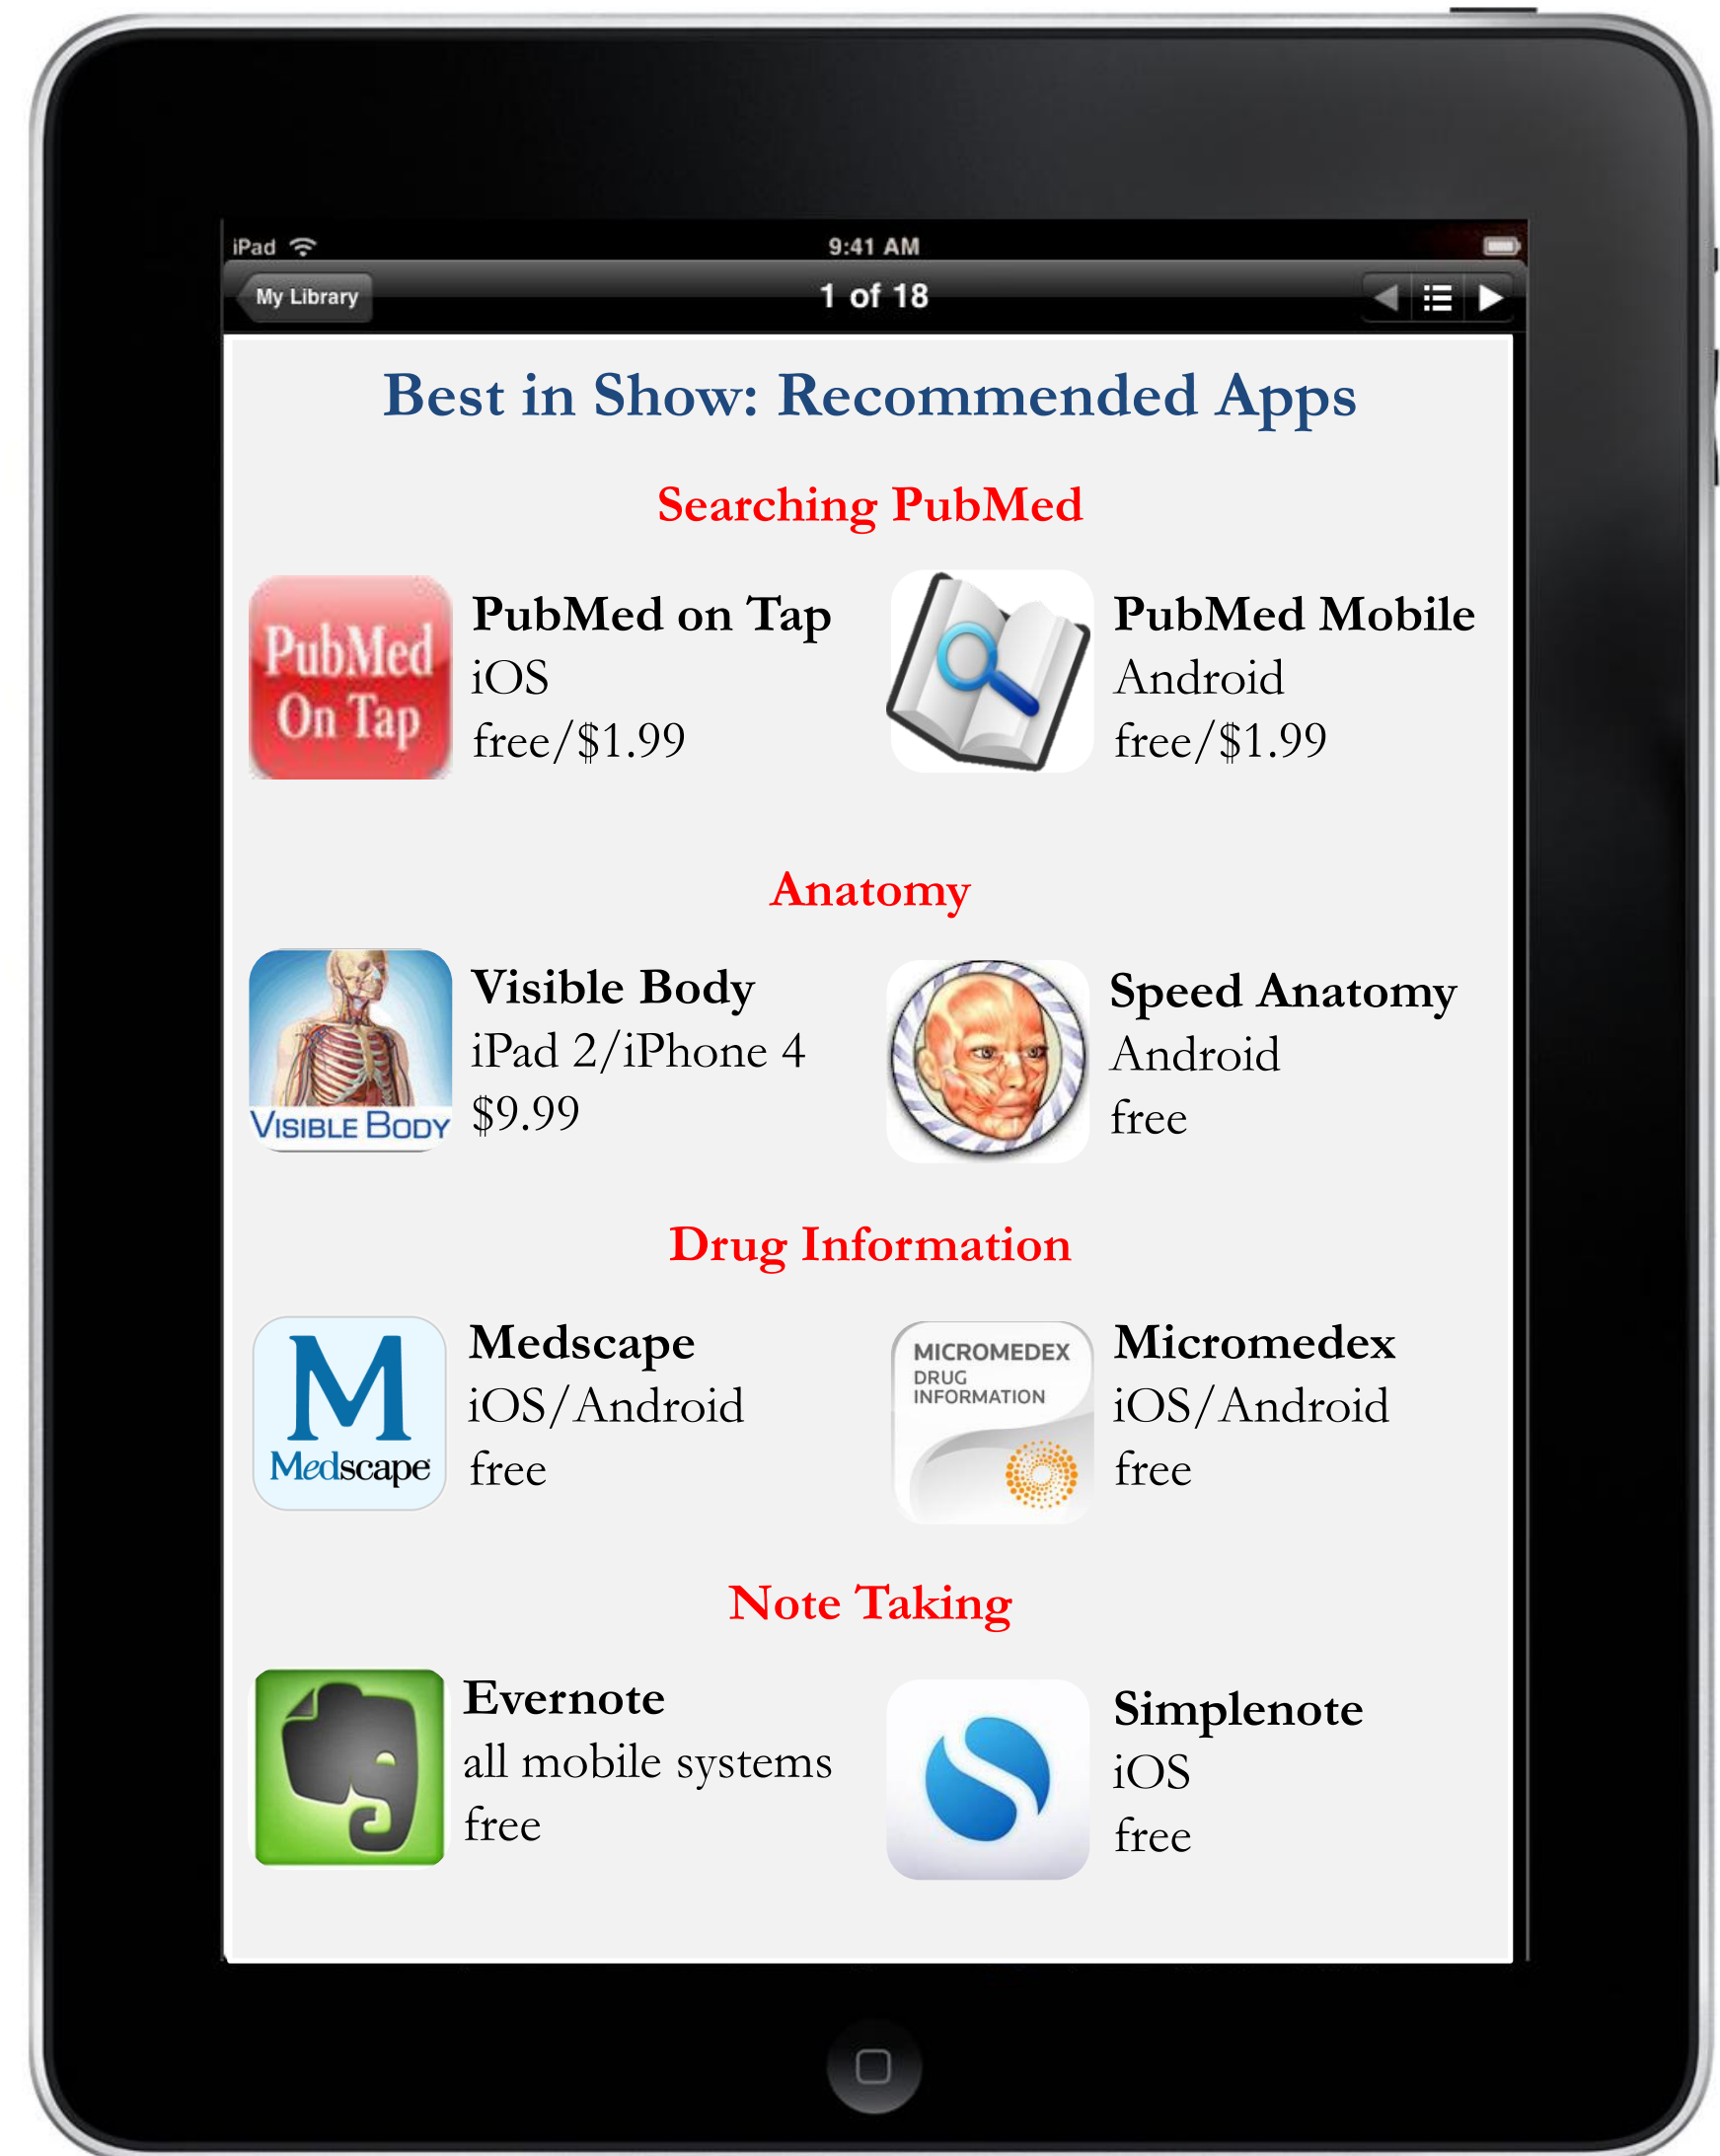 iPad
9:41 AM
My Library
1 of 18
Best in Show: Recommended Apps
Searching PubMed
PubMed
On Tap
PubMed on Tap
iOS
free/$1.99
PubMed Mobile
Android
free/$1.99
Anatomy
VISIBLE BODY
Visible Body
iPad 2/iPhone 4
$9.99
Speed Anatomy
Android
free
Drug Information
M
Medscape
Medscape
iOS/Android
free
MICROMEDEX
DRUG
INFORMATION
Micromedex
iOS/Android
free
Note Taking
Evernote
all mobile systems
free
Simplenote
iOS
free